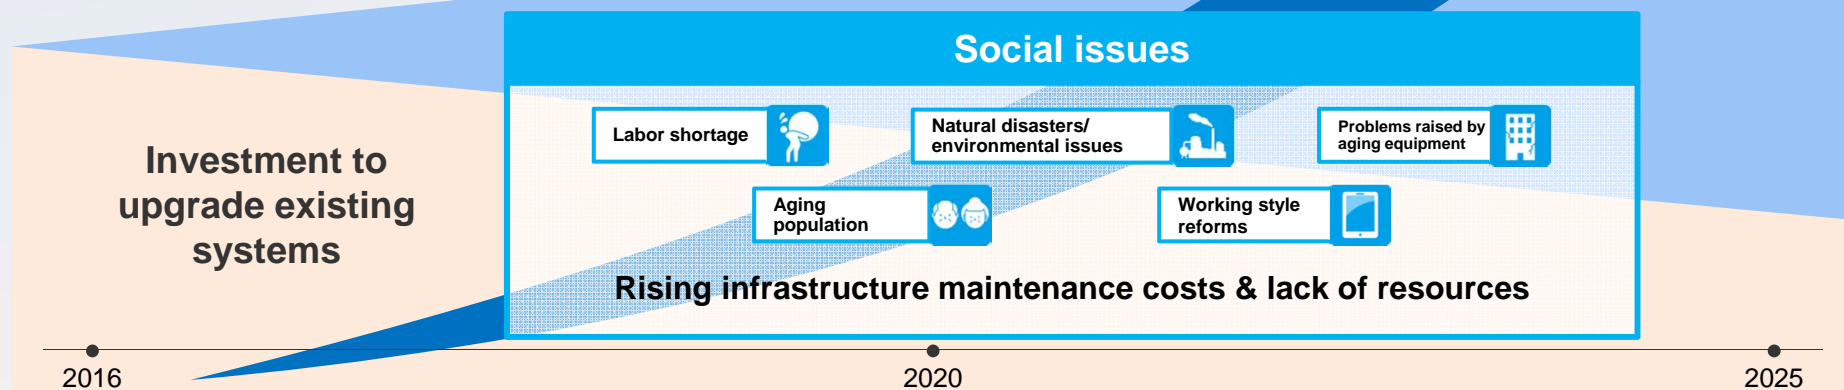 Social issues
Investment to
upgrade existing
systems
Labor shortage
Natural disasters/
environmental issues
Problems raised by
aging equipment
Aging
population
Working style
reforms
Rising infrastructure maintenance costs & lack of resources
2016
2020
2025